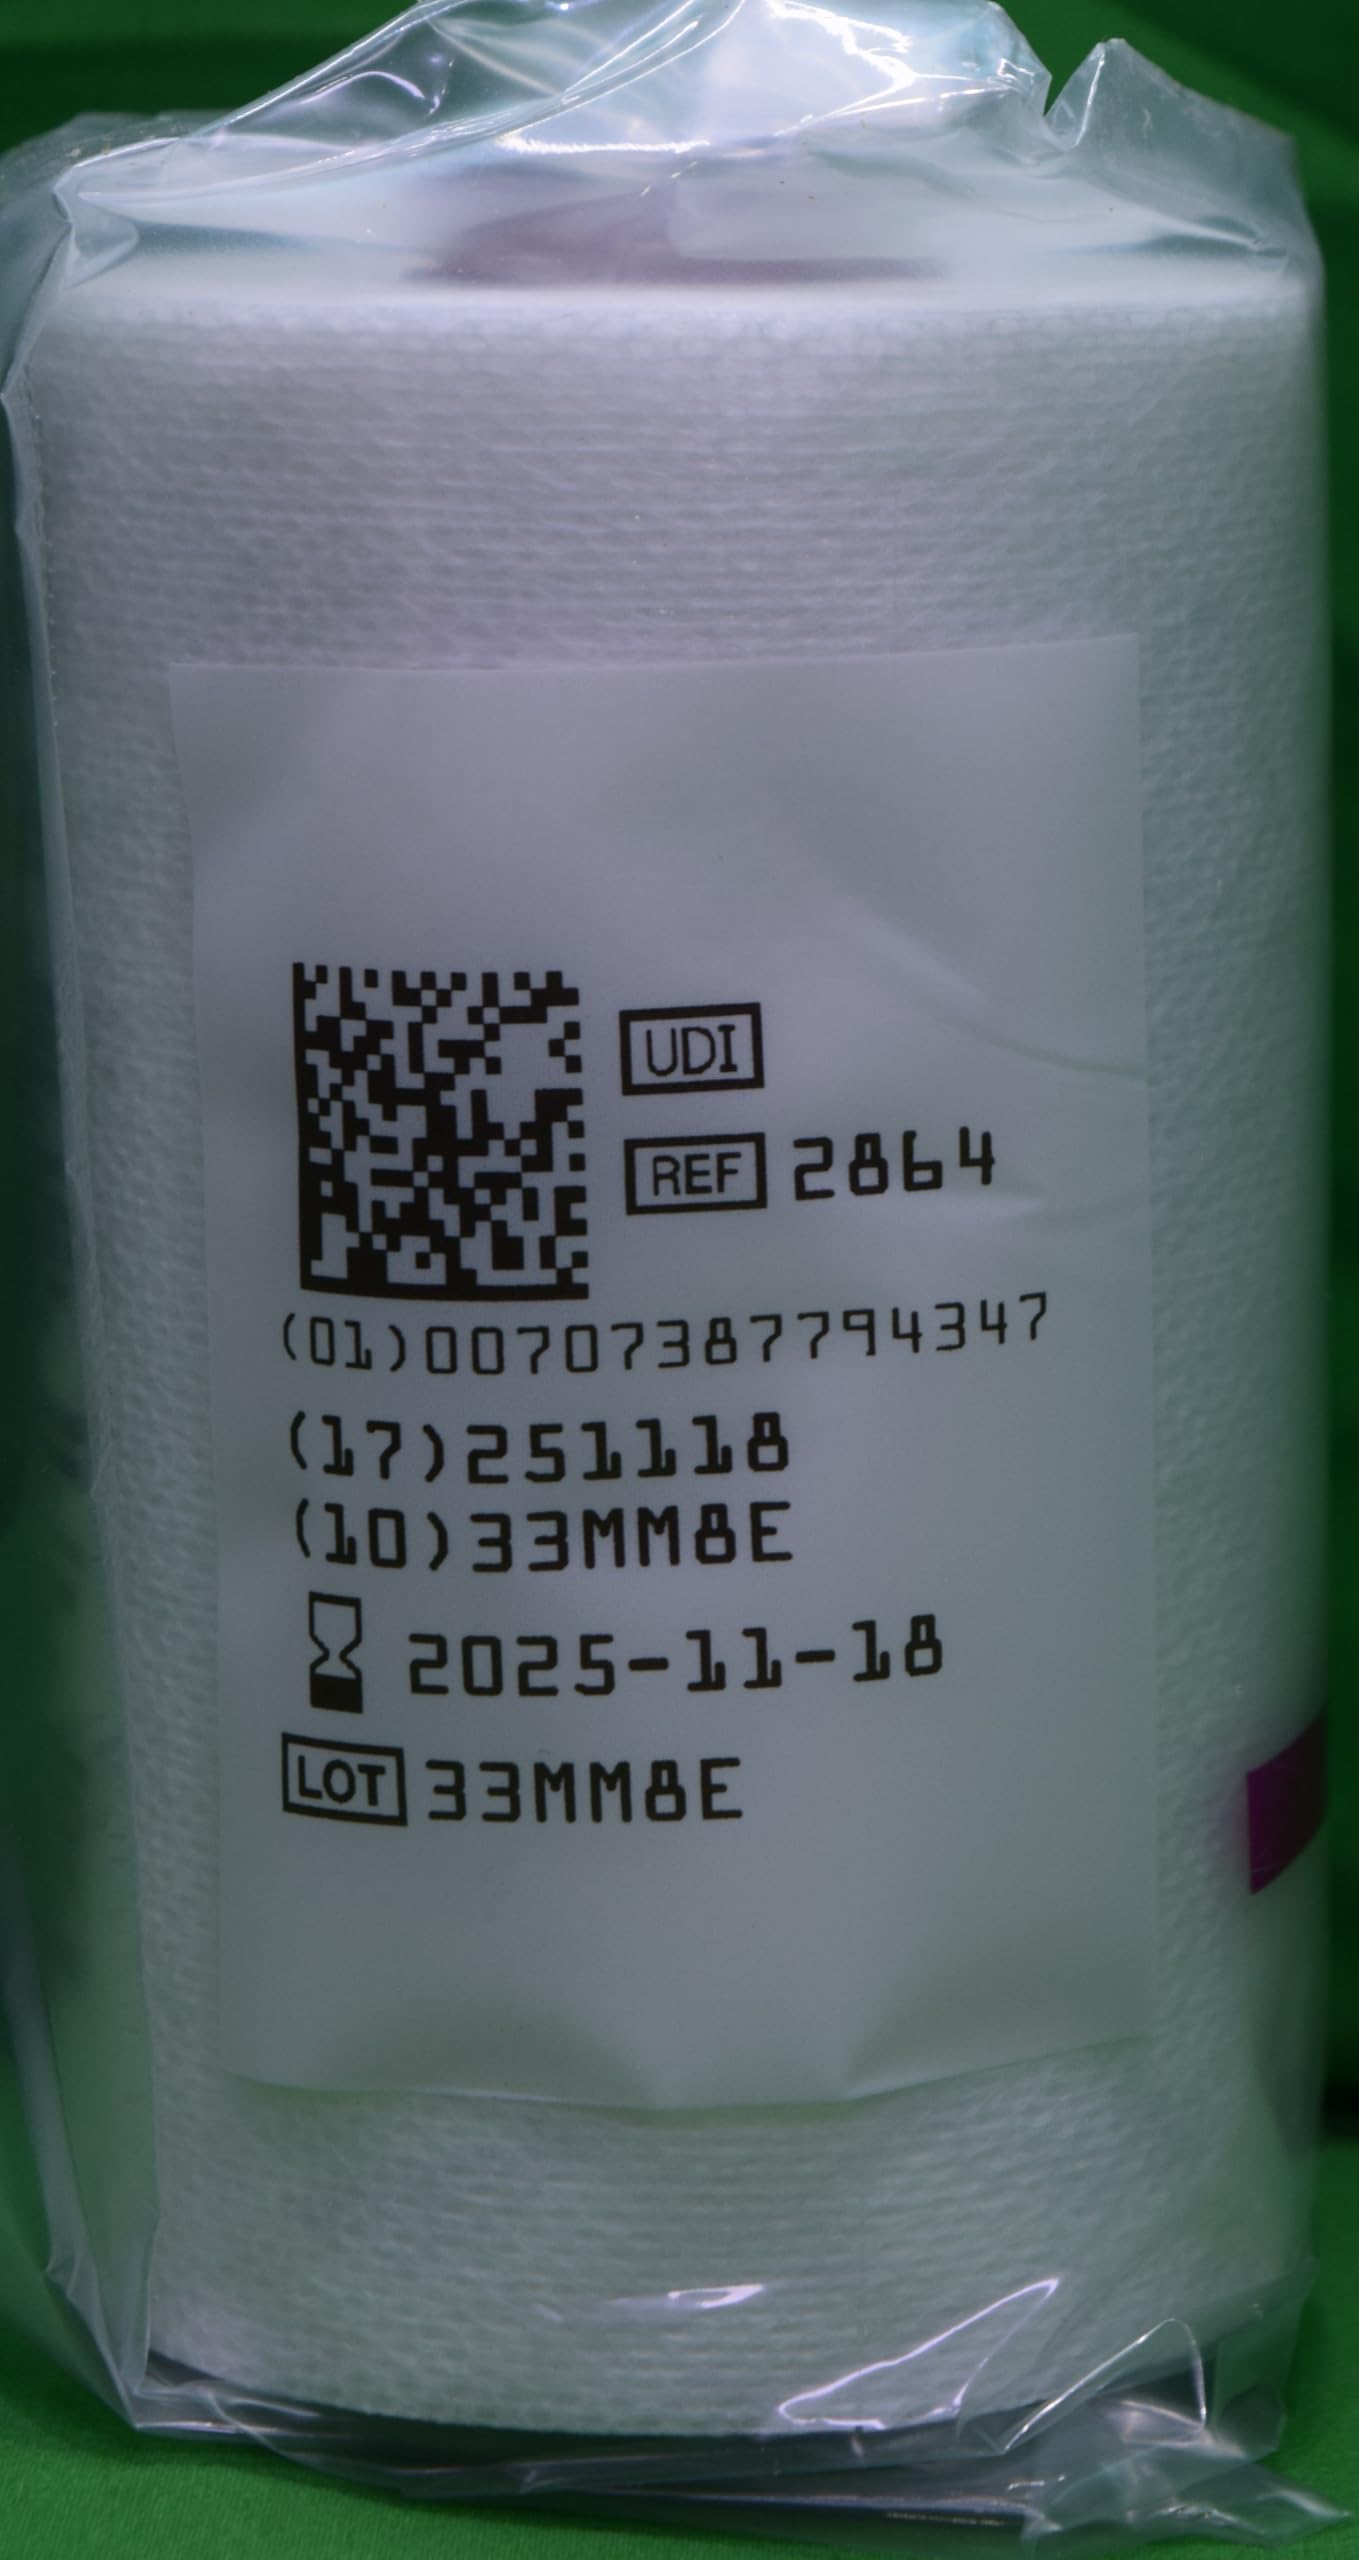 UDI
REF 2864
(01)00707387794347
(17)251118
(10)33MM8E
2025-11-18
LOT 33MM8E